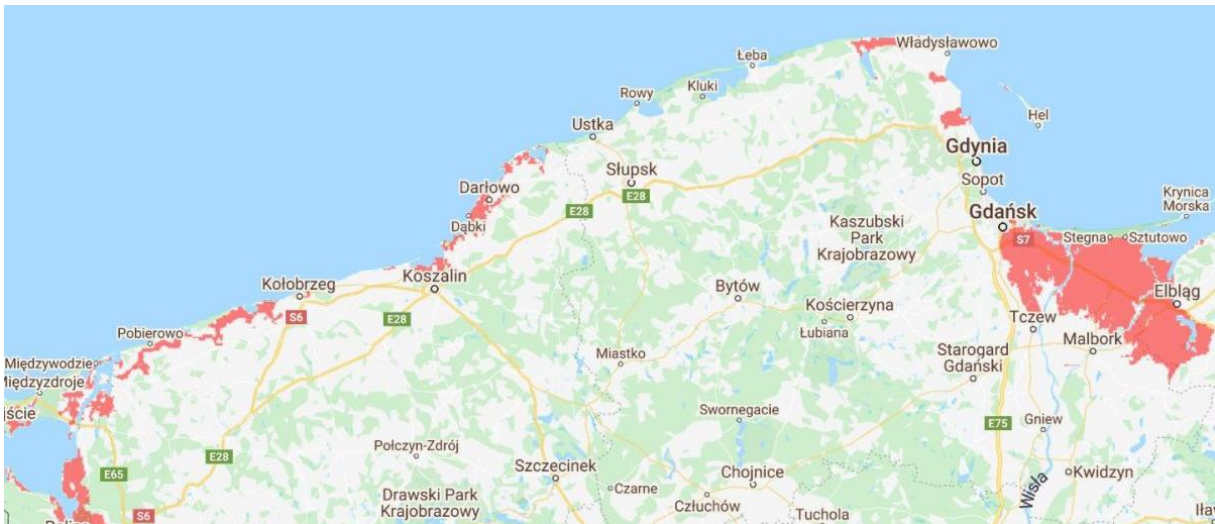 Władysławowo
Łeba
Kluki
Rowy
Hel
Ustka
Gdynia
Słupsk
Sopot
Darłowo
Krynica
Morska
E28
E28
Gdańsk
Dąbki
Kaszubski
Park
Krajobrazowy
S7
Stegna
Sztutowo
Koszalin
Kołobrzeg
Bytów
Elbląg
Kościerzyna
S6
E28
Łubiana
Tczew
Pobierowo
Malbork
Miastko
Starogard
Gdański
Międzywodzie
Międzyzdroje
Swornegacie
jście
E75
Gniew
Połczyn-Zdrój
E28
Szczecinek
Chojnice
E65
Kwidzyn
Czarne
Wisła
Drawski Park
Krajobrazowy
Człuchów
S6
Tuchola
Iła